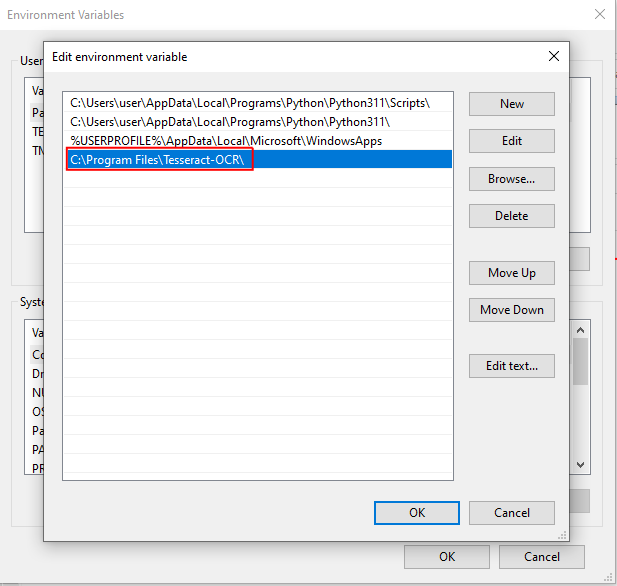 Environment Variables
Edit environment variable
User
Va
Pa
TE
TM
C:\Users\user\AppData\Local\Programs\Python\Python311\Scripts\
C:\Users\user\AppData\Local\Programs\Python\Python311\
%USERPROFILE%\AppData\Local\Microsoft\WindowsApps
C:\Program Files\Tesseract-OCR\
New
Edit
Browse...
Delete
Move Up
Move Down
Edit text...
Syste
Va
Co
Dr
NU
OS
Pa
PA
PR
OK
Cancel
OK
Cancel